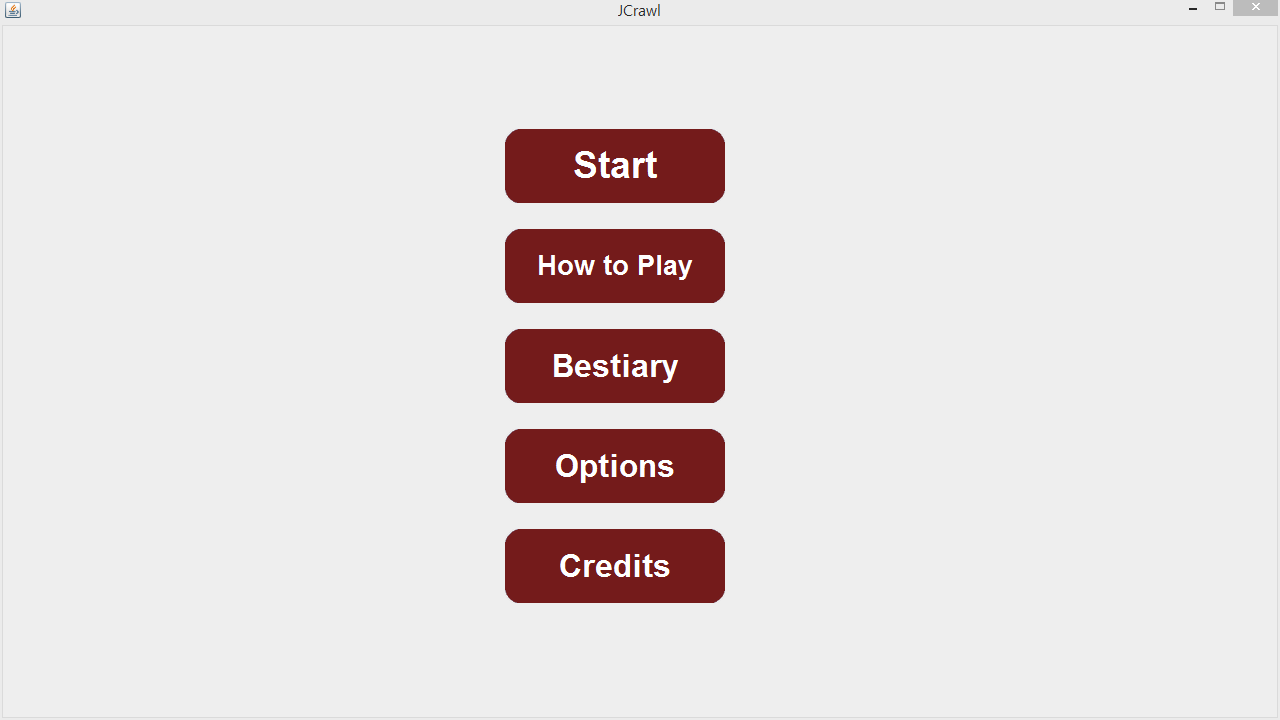 JCrawl
Start
How to Play
Bestiary
Options
Credits